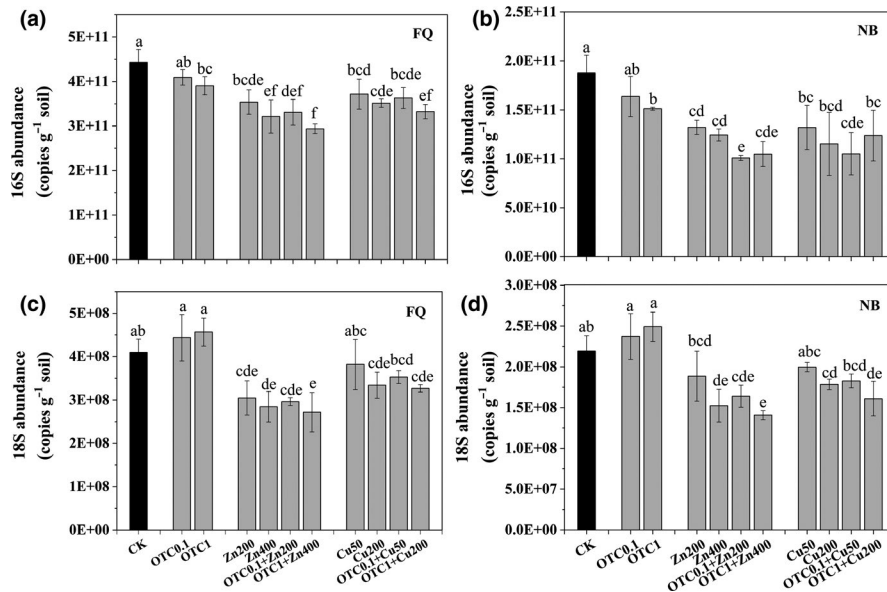 (a)
FQ
16S abundance
(copies g⁻¹ soil)
5E+11
4E+11
3E+11
2E+11
1E+11
0E+00
a
ab
bc
bcde
ef
def
f
bcd
cde
bcde
ef
(b)
NB
16S abundance
(copies g⁻¹ soil)
2.5E+11
2.0E+11
1.5E+11
1.0E+11
5.0E+10
0.0E+00
a
ab
b
cd
cd
e
cde
bc
bcd
cde
bc
(c)
FQ
18S abundance
(copies g⁻¹ soil)
5E+08
4E+08
3E+08
2E+08
1E+08
0E+00
ab
a
a
cde
de
cde
e
abc
cde
bcd
cde
CK
OTC0.1
OTC1
Zn200
Zn400
OTC0.1+Zn200
OTC1+Zn400
Cu50
Cu200
OTC0.1+Cu50
OTC1+Cu200
(d)
NB
18S abundance
(copies g⁻¹ soil)
3.0E+08
2.5E+08
2.0E+08
1.5E+08
1.0E+08
5.0E+07
0.0E+00
ab
a
a
bcd
de
cde
e
abc
cd
bcd
de
CK
OTC0.1
OTC1
Zn200
Zn400
OTC0.1+Zn200
OTC1+Zn400
Cu50
Cu200
OTC0.1+Cu50
OTC1+Cu200